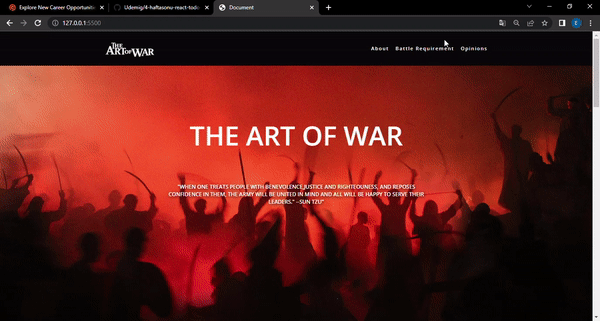 Explore New Career Opportunitie
Udemig/4-haftasonu-react-todo
Document
127.0.0.1:5500
E
THE ART OF WAR
About Battle Requirement Opinions
THE ART OF WAR
"WHEN ONE TREATS PEOPLE WITH BENEVOLENCE,JUSTICE AND RIGHTEOUNESS, AND REPOSES
CONFIDENCE IN THEM, THE ARMY WILL BE UNITED IN MIND AND ALL WILL BE HAPPY TO SERVE THEIR
LEADERS." –SUN TZU"